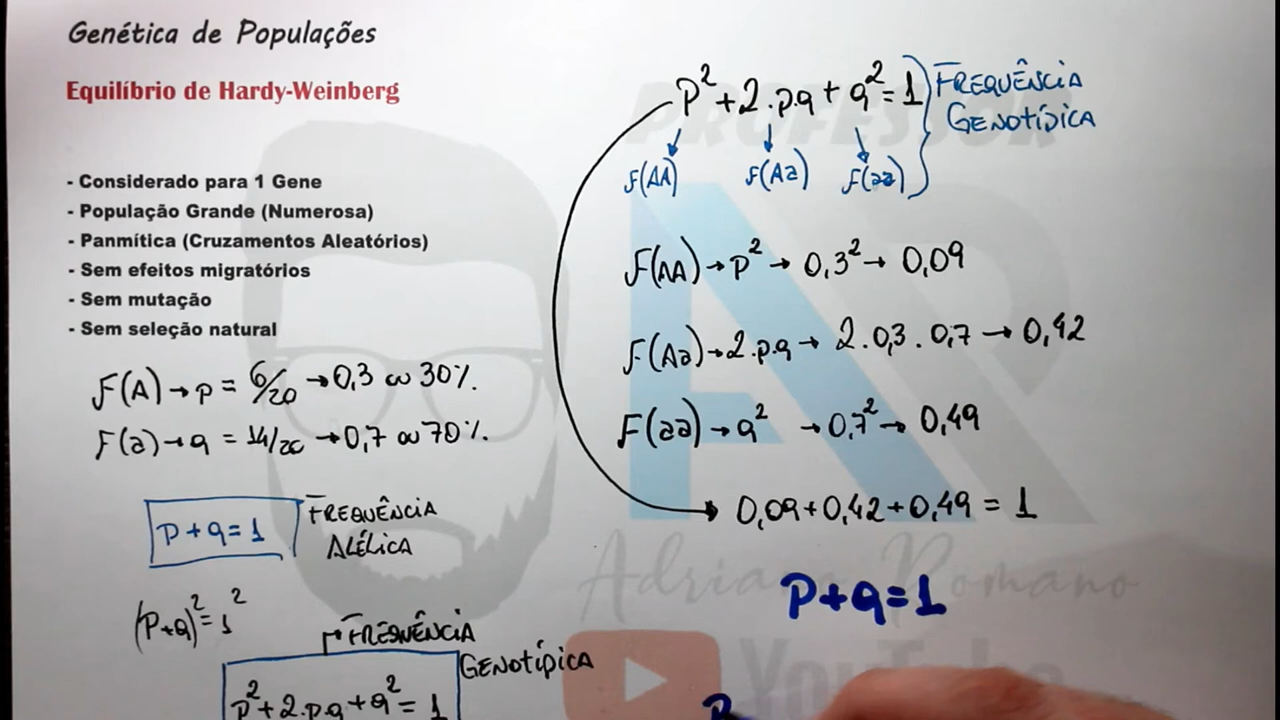 Genética de Populações
Equilíbrio de Hardy-Weinberg
- Considerado para 1 Gene
- População Grande (Numerosa)
- Panmítica (Cruzamentos Aleatórios)
- Sem efeitos migratórios
- Sem mutação
- Sem seleção natural
F(A) → p = 6/20 → 0,3 ou 30%.
F(a) → q = 14/20 → 0,7 ou 70%.
p+q=1
FREQUÊNCIA
ALÉLICA
(P+q)² = 1²
FREQUÊNCIA
GENOTÍPICA
p²+2.p.q+q² = 1
p²+2.p.q+q²=1
FREQUÊNCIA
GENOTÍPICA
F(AA) F(Aa) F(aa)
F(AA) → p² → 0,3² → 0,09
F(Aa) → 2.p.q → 2.0,3.0,7 → 0,42
F(aa) → q² → 0,7² → 0,49
0,09+0,42+0,49 = 1
P+q=1
PROFESSOR
Adriano Romano
YouTube